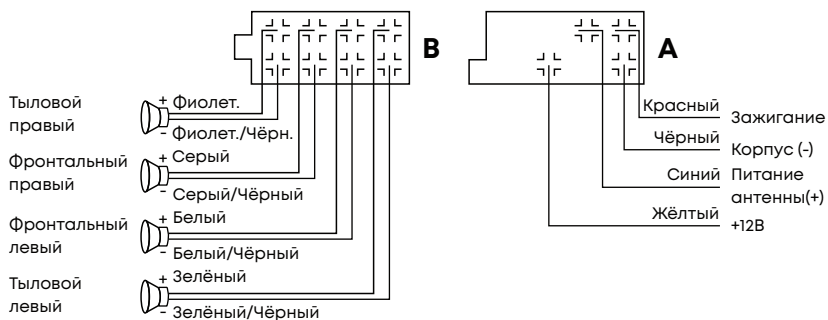 B
A
Тыловой
правый
+ Фиолет.
- Фиолет./Чёрн.
Фронтальный
правый
+ Серый
- Серый/Чёрный
Фронтальный
левый
+ Белый
- Белый/Чёрный
Тыловой
левый
+ Зелёный
- Зелёный/Чёрный
Красный
Зажигание
Чёрный
Корпус (-)
Синий
Питание
антенны(+)
Жёлтый
+12В